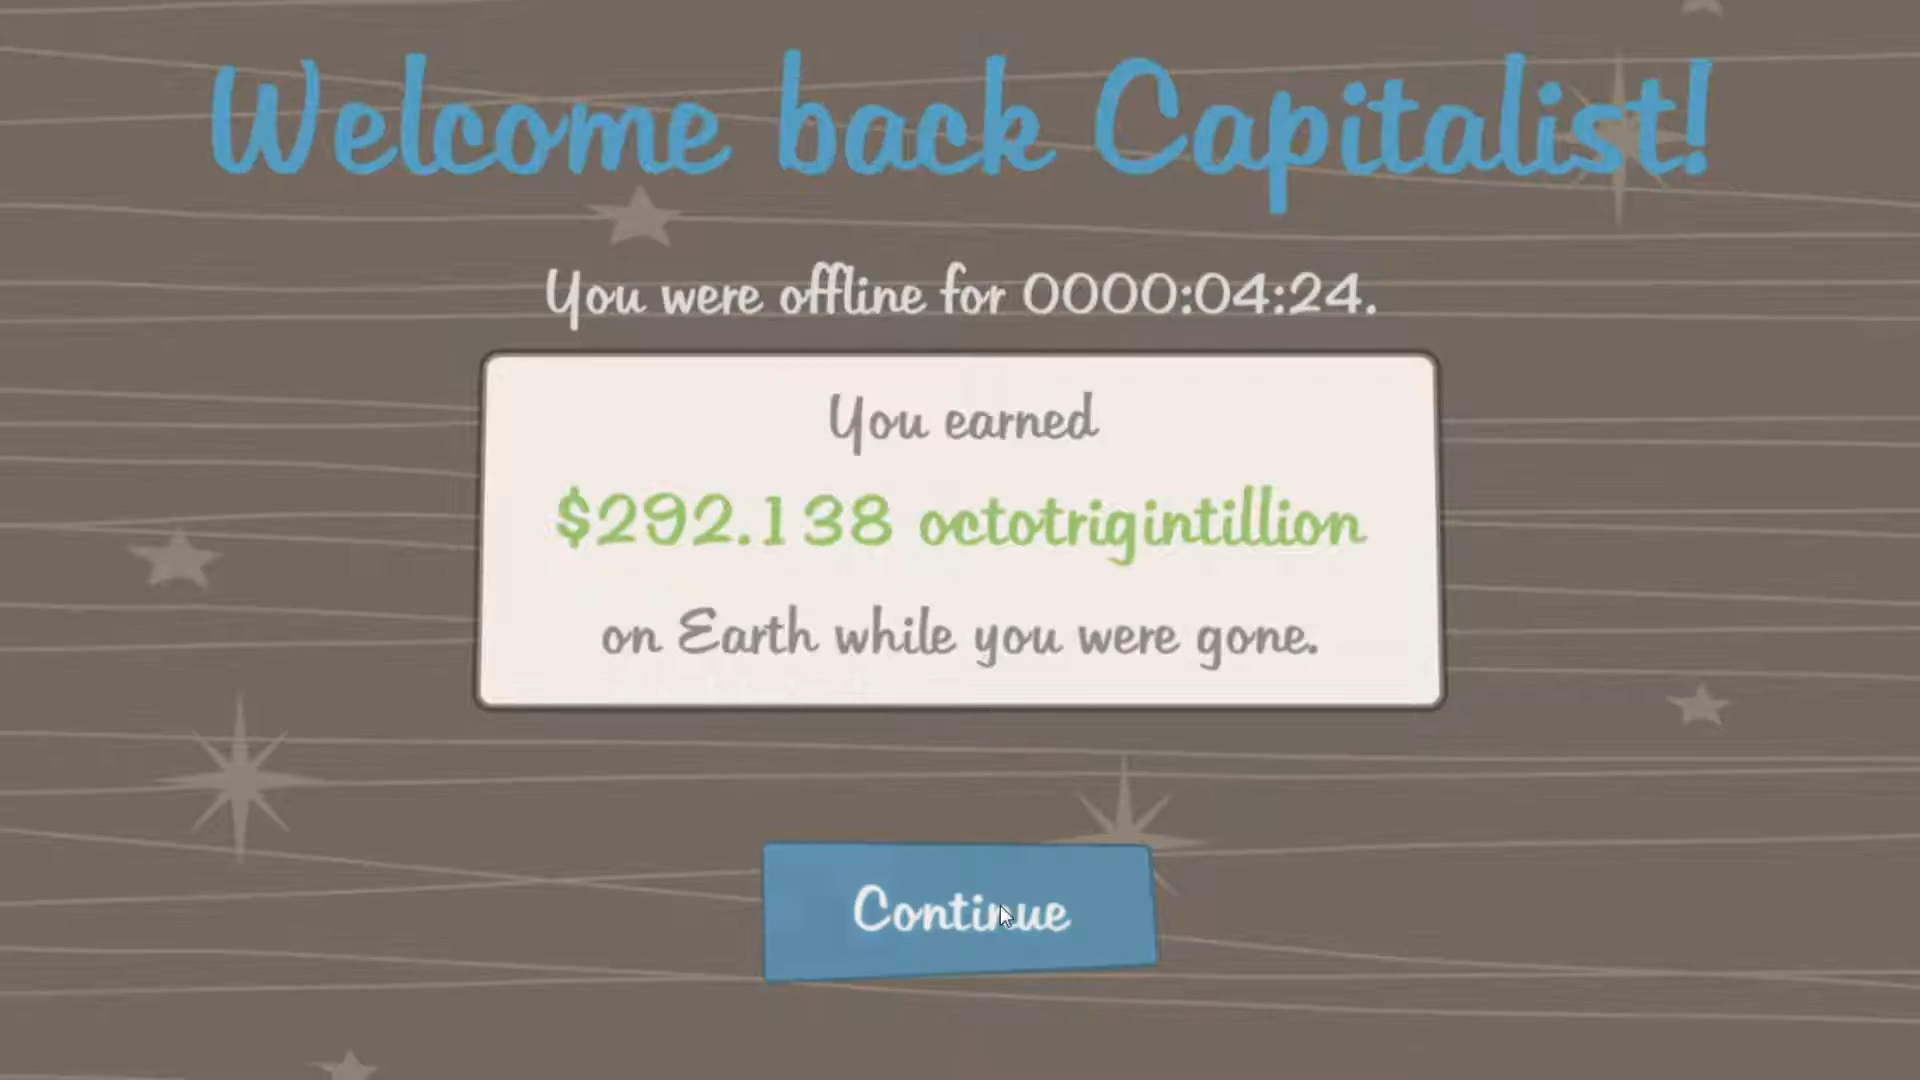 Welcome back Capitalist!
You were offline for 0000:04:24.
You earned
$292.138 octotrigintillion
on Earth while you were gone.
Continue